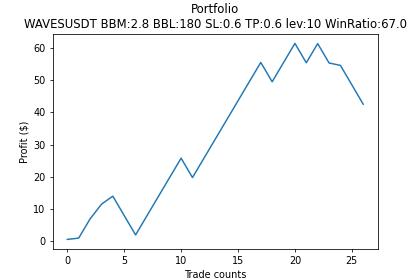 Portfolio
WAVESUSDT BBM:2.8 BBL:180 SL:0.6 TP:0.6 lev:10 WinRatio:67.0
60
50
40
30
20
10
0
Profit ($)
0 5 10 15 20 25
Trade counts